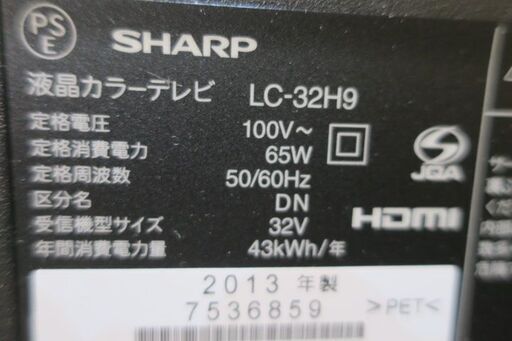 PS
E
SHARP
液晶カラーテレビ LC-32H9
定格電圧 100V～
定格消費電力 65W
定格周波数 50/60Hz
区分名 DN
受信機型サイズ 32V
年間消費電力量 43kWh/年
JQA
HDMI
2013 年製
7536859
>PET<